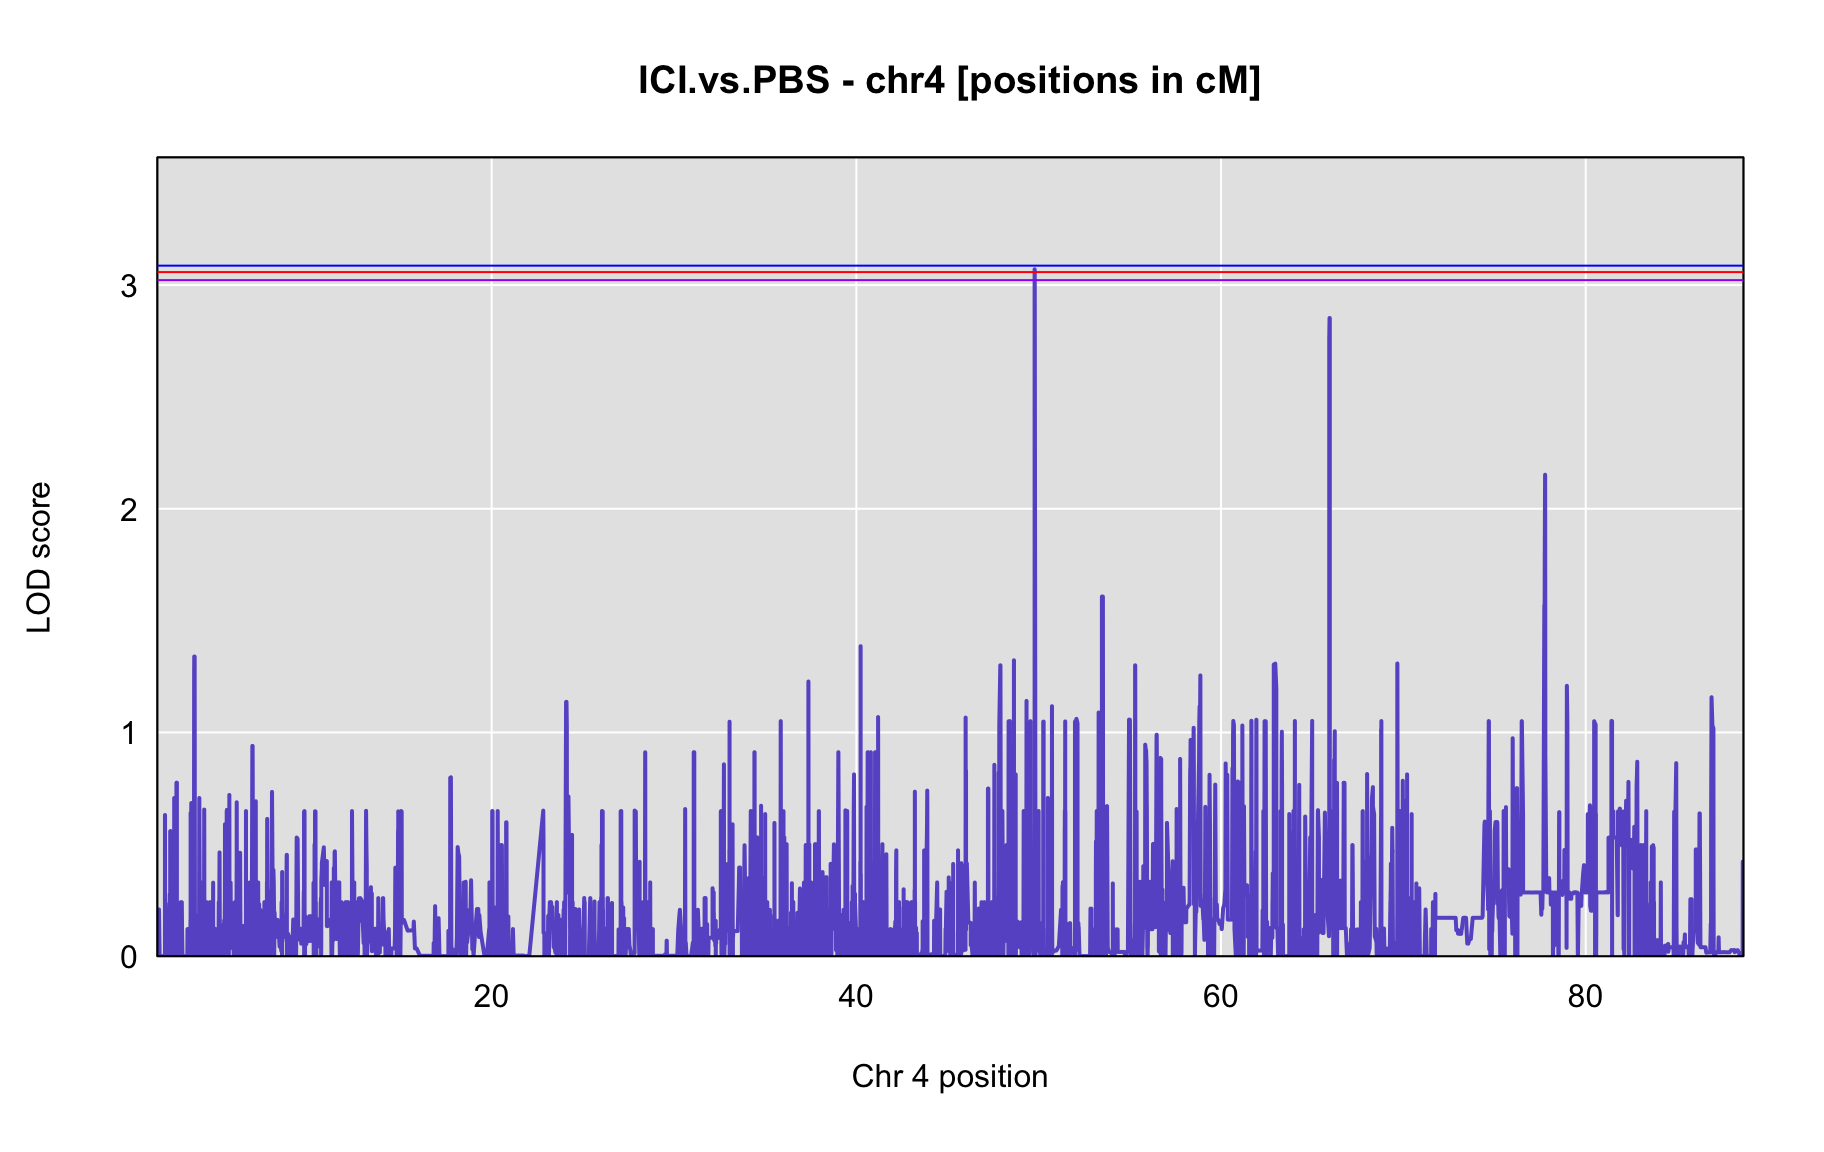 ICI.vs.PBS - chr4 [positions in cM]
LOD score
3
2
1
0
20 40 60 80
Chr 4 position